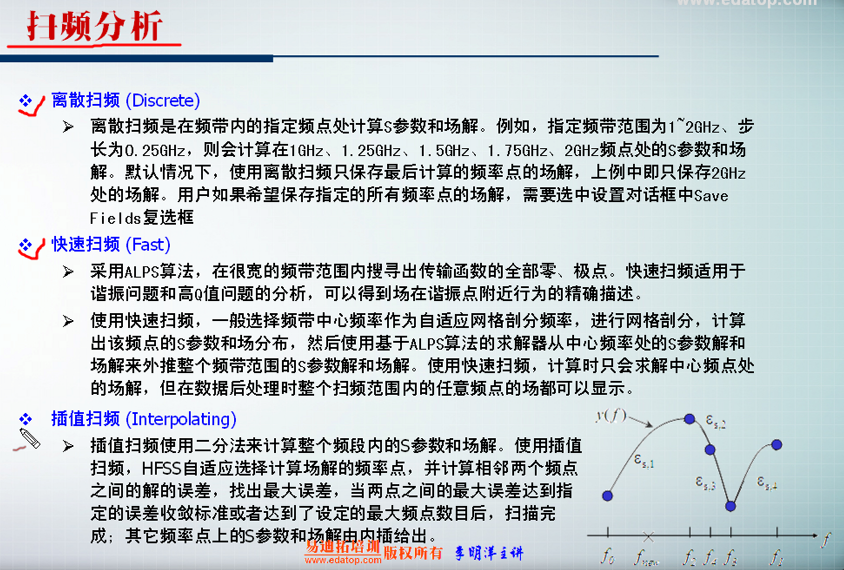 www.edatop.com
扫频分析
离散扫频 (Discrete)
离散扫频是在频带内的指定频点处计算S参数和场解。例如，指定频带范围为1~2GHz、步
长为0.25GHz，则会计算在1GHz、1.25GHz、1.5GHz、1.75GHz、2GHz频点处的S参数和场
解。默认情况下，使用离散扫频只保存最后计算的频率点的场解，上例中即只保存2GHz
处的场解。用户如果希望保存指定的所有频率点的场解，需要选中设置对话框中Save
Fields复选框
快速扫频 (Fast)
采用ALPS算法，在很宽的频带范围内搜寻出传输函数的全部零、极点。快速扫频适用于
谐振问题和高Q值问题的分析，可以得到场在谐振点附近行为的精确描述。
使用快速扫频，一般选择频带中心频率作为自适应网格剖分频率，进行网格剖分，计算
出该频点的S参数和场分布，然后使用基于ALPS算法的求解器从中心频率处的S参数解和
场解来外推整个频带范围的S参数解和场解。使用快速扫频，计算时只会求解中心频点处
的场解，但在数据后处理时整个扫频范围内的任意频点的场都可以显示。
插值扫频 (Interpolating)
插值扫频使用二分法来计算整个频段内的S参数和场解。使用插值
扫频，HFSS自适应选择计算场解的频率点，并计算相邻两个频点
之间的解的误差，找出最大误差，当两点之间的最大误差达到指
定的误差收敛标准或者达到了设定的最大频点数目后，扫描完
成；其它频率点上的S参数和场解由内插给出。
y(f)
εs,1
εs,2
εs,3
εs,4
f0 fnew f2 f4 f3 f1 f
易迪拓培训 版权所有 李明洋主讲
www.edatop.com